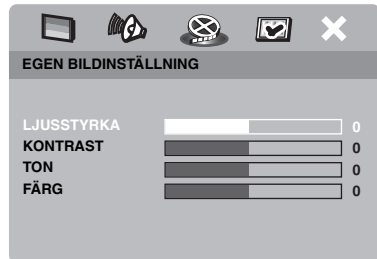 EGEN BILDINSTÄLLNING
LJUSSTYRKA 0
KONTRAST 0
TON 0
FÄRG 0